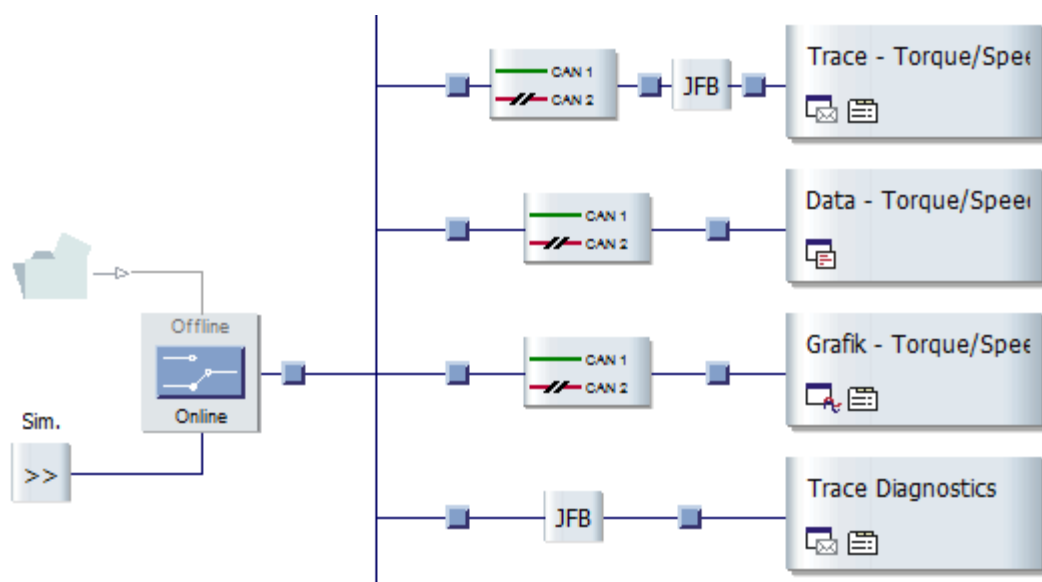 CAN 1
CAN 2
JFB
Trace - Torque/Spee
CAN 1
CAN 2
Data - Torque/Speed
Offline
Online
Sim.
>>
CAN 1
CAN 2
Grafik - Torque/Spee
JFB
Trace Diagnostics